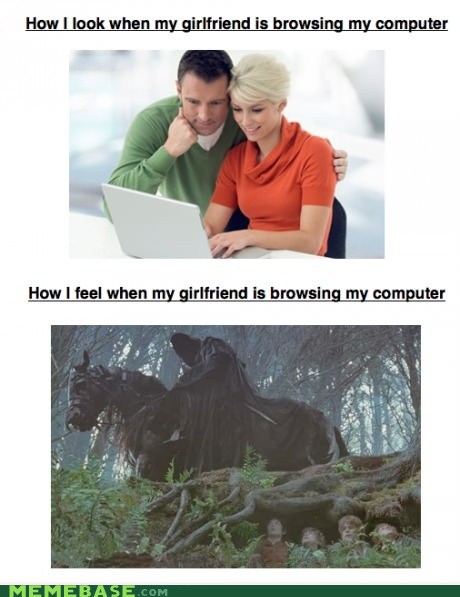 How I look when my girlfriend is browsing my computer
How I feel when my girlfriend is browsing my computer
MEMEBASE.COM